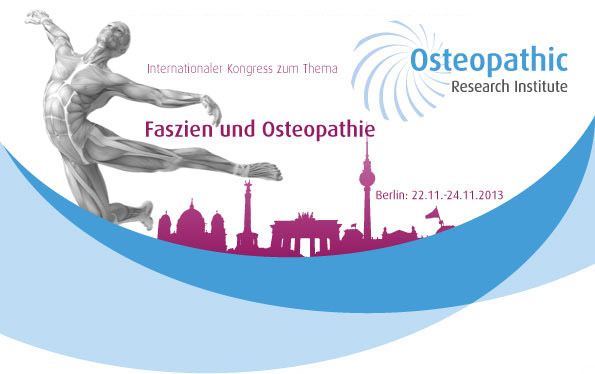 Internationaler Kongress zum Thema
Osteopathic
Research Institute
Faszien und Osteopathie
Berlin: 22.11.-24.11.2013